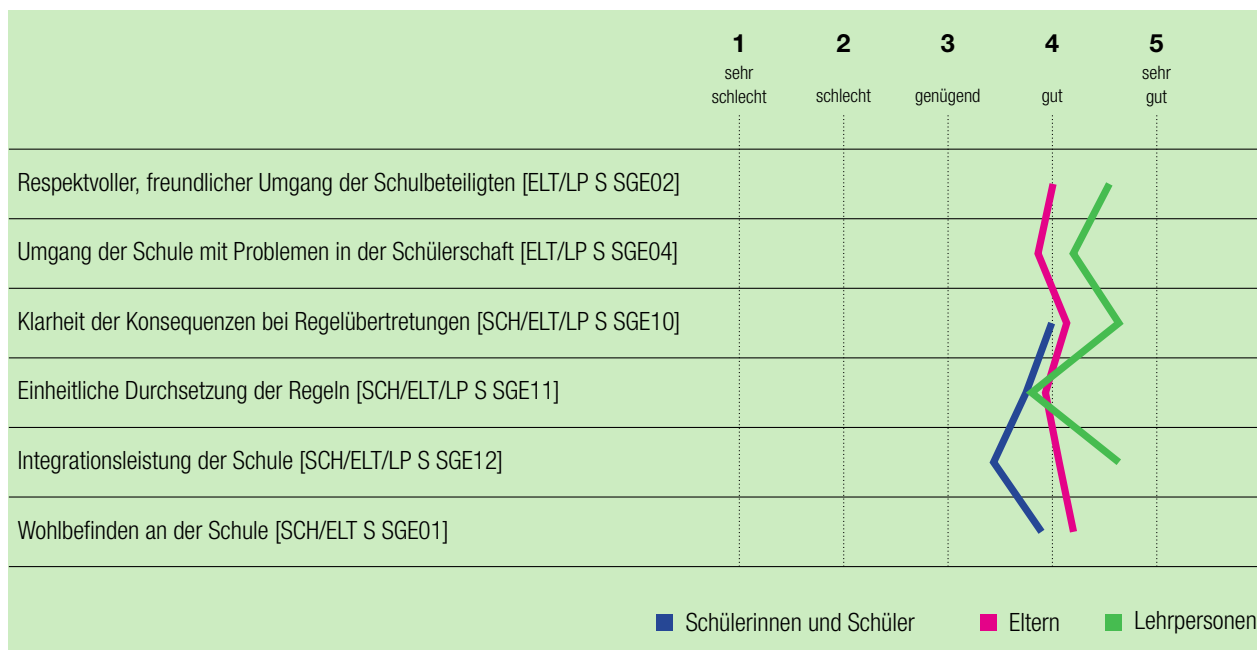 1 2 3 4 5
sehr schlecht schlecht genügend gut sehr gut
Respektvoller, freundlicher Umgang der Schulbeteiligten [ELT/LP S SGE02]
Umgang der Schule mit Problemen in der Schülerschaft [ELT/LP S SGE04]
Klarheit der Konsequenzen bei Regelübertretungen [SCH/ELT/LP S SGE10]
Einheitliche Durchsetzung der Regeln [SCH/ELT/LP S SGE11]
Integrationsleistung der Schule [SCH/ELT/LP S SGE12]
Wohlbefinden an der Schule [SCH/ELT S SGE01]
Schülerinnen und Schüler Eltern Lehrpersonen